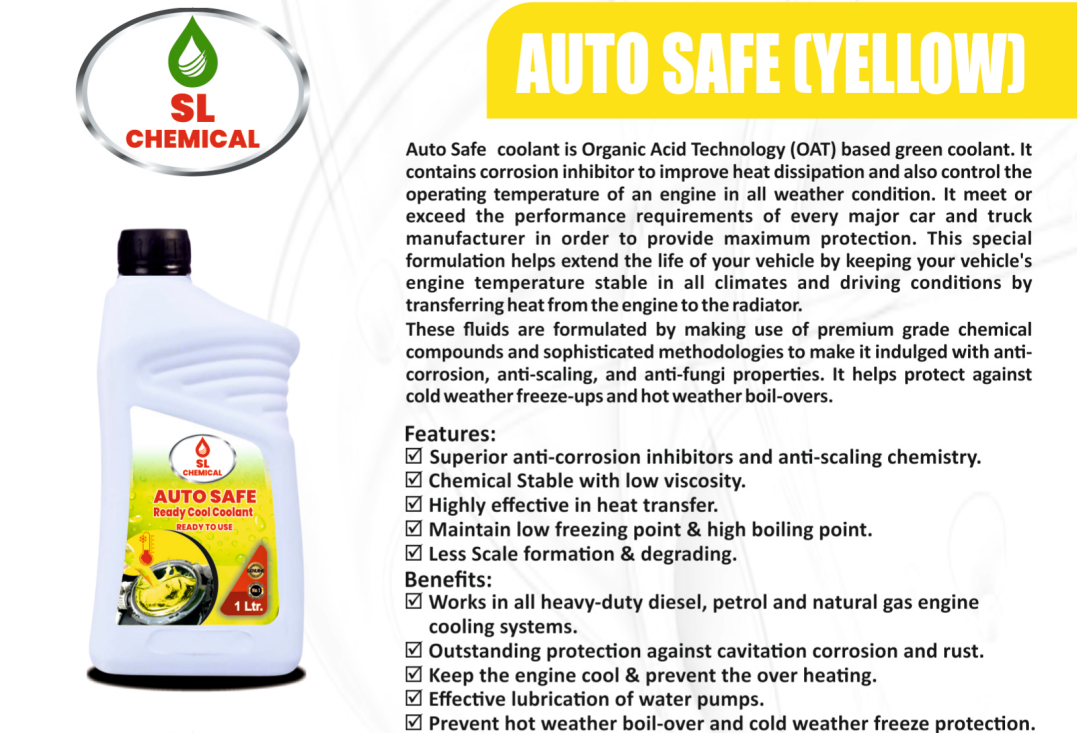 SL
CHEMICAL
AUTO SAFE (YELLOW)
Auto Safe coolant is Organic Acid Technology (OAT) based green coolant. It
contains corrosion inhibitor to improve heat dissipation and also control the
operating temperature of an engine in all weather condition. It meet or
exceed the performance requirements of every major car and truck
manufacturer in order to provide maximum protection. This special
formulation helps extend the life of your vehicle by keeping your vehicle's
engine temperature stable in all climates and driving conditions by
transferring heat from the engine to the radiator.
These fluids are formulated by making use of premium grade chemical
compounds and sophisticated methodologies to make it indulged with anti-
corrosion, anti-scaling, and anti-fungi properties. It helps protect against
cold weather freeze-ups and hot weather boil-overs.
Features:
☑ Superior anti-corrosion inhibitors and anti-scaling chemistry.
☑ Chemical Stable with low viscosity.
☑ Highly effective in heat transfer.
☑ Maintain low freezing point & high boiling point.
☑ Less Scale formation & degrading.
Benefits:
☑ Works in all heavy-duty diesel, petrol and natural gas engine
cooling systems.
☑ Outstanding protection against cavitation corrosion and rust.
☑ Keep the engine cool & prevent the over heating.
☑ Effective lubrication of water pumps.
☑ Prevent hot weather boil-over and cold weather freeze protection.
SL
CHEMICAL
AUTO SAFE
Ready Cool Coolant
READY TO USE
1 Ltr.